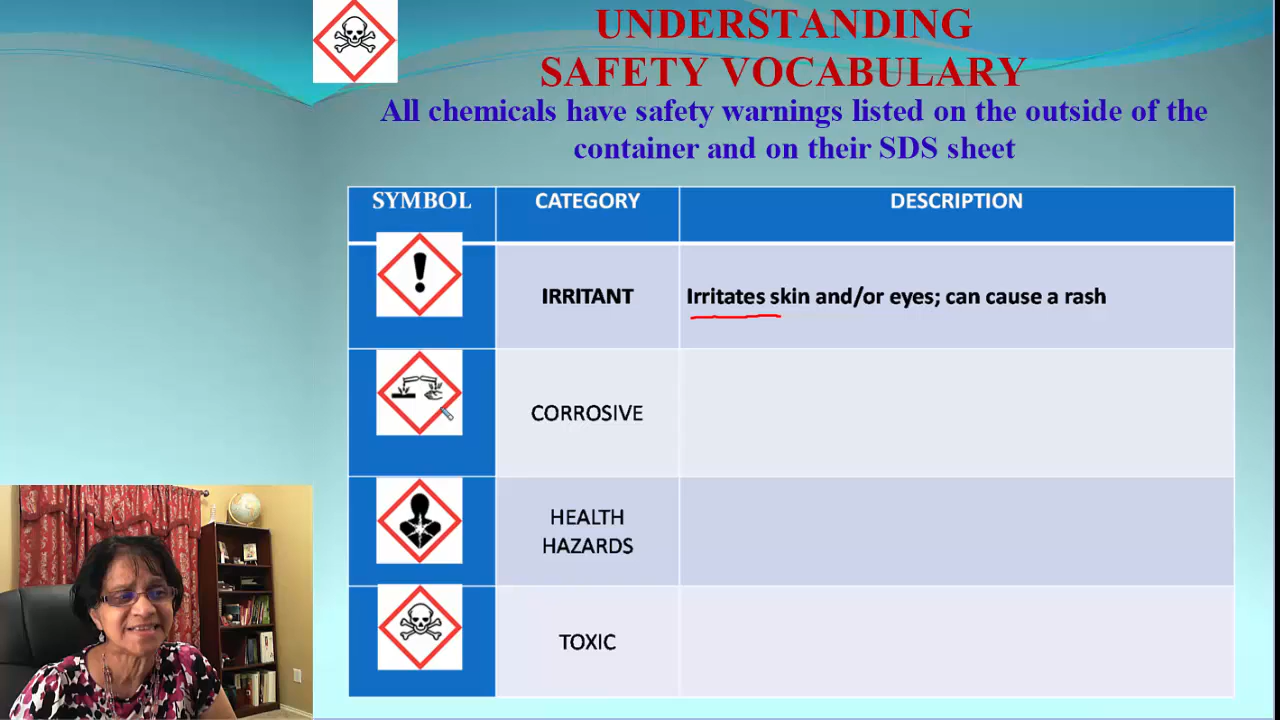 UNDERSTANDING
SAFETY VOCABULARY
All chemicals have safety warnings listed on the outside of the
container and on their SDS sheet
SYMBOL CATEGORY DESCRIPTION
IRRITANT Irritates skin and/or eyes; can cause a rash
CORROSIVE
HEALTH
HAZARDS
TOXIC